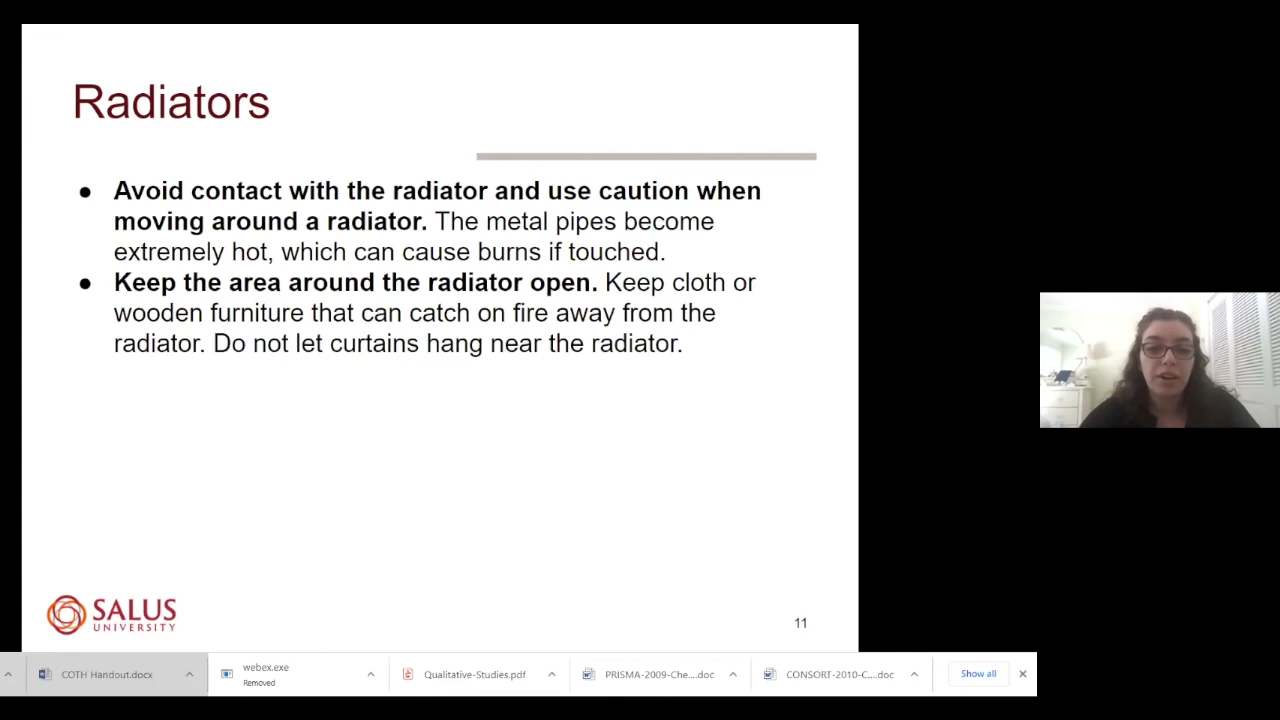 Radiators
● Avoid contact with the radiator and use caution when
moving around a radiator. The metal pipes become
extremely hot, which can cause burns if touched.
● Keep the area around the radiator open. Keep cloth or
wooden furniture that can catch on fire away from the
radiator. Do not let curtains hang near the radiator.
SALUS
UNIVERSITY
11
COTH Handout.docx
webex.exe
Removed
Qualitative-Studies.pdf
PRISMA-2009-Che....doc
CONSORT-2010-C....doc
Show all